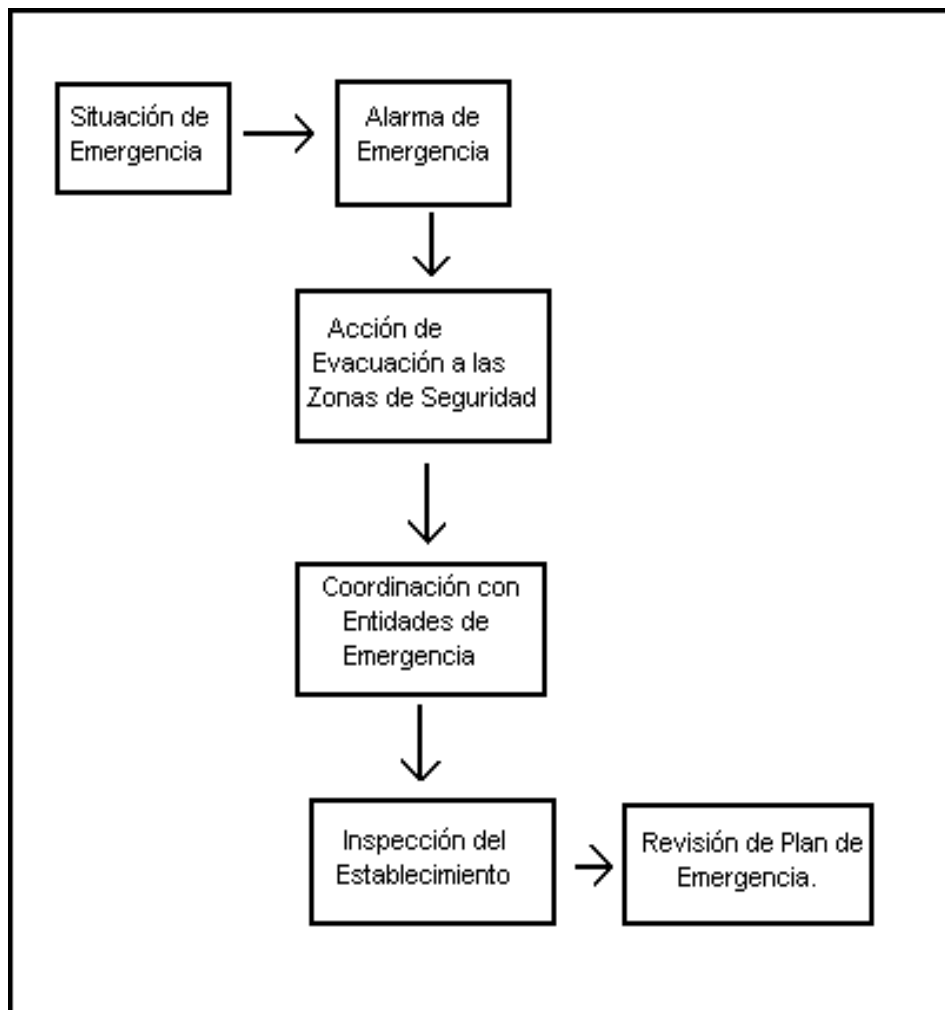 Situación de
Emergencia
Alarma de
Emergencia
Acción de
Evacuación a las
Zonas de Seguridad
Coordinación con
Entidades de
Emergencia
Inspección del
Establecimiento
Revisión de Plan de
Emergencia.